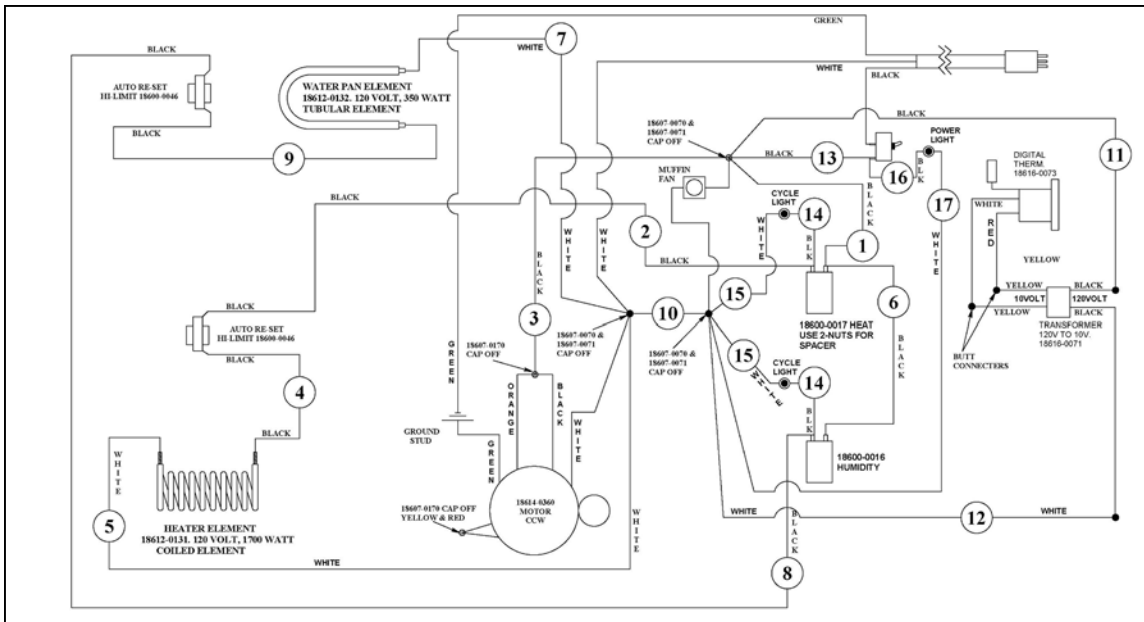 GREEN
BLACK
7
WHITE
WHITE
BLACK
AUTO RE-SET
HI-LIMIT 18600-0046
WATER PAN ELEMENT
18612-0132. 120 VOLT, 350 WATT
TUBULAR ELEMENT
BLACK
9
18607-0070 &
18607-0071
CAP OFF
BLACK
BLACK
13
16
BLK
POWER
LIGHT
11
DIGITAL
THERM.
18616-0073
MUFFIN
FAN
BLACK
CYCLE
LIGHT
14
BLACK
17
WHITE
RED
BLACK
2
WHITE
WHITE
WHITE
BLK
1
WHITE
YELLOW
BLACK
BLACK
15
6
YELLOW
BLACK
10VOLT
120VOLT
YELLOW
BLACK
3
10
18600-0017 HEAT
USE 2-NUTS FOR
SPACER
TRANSFORMER
120V TO 10V.
18616-0071
BUTT
CONNECTERS
BLACK
AUTO RE-SET
HI-LIMIT 18600-0046
BLACK
18607-0170
CAP OFF
18607-0070 &
18607-0071
CAP OFF
18607-0070 &
18607-0071
CAP OFF
15
WHITE
CYCLE
LIGHT
14
BLACK
GREEN
4
ORANGE
BLACK
WHITE
BLK
BLACK
GROUND
STUD
GREEN
WHITE
18600-0016
HUMIDITY
5
18607-0170 CAP OFF
YELLOW & RED
18614-0360
MOTOR
CCW
WHITE
WHITE
BLACK
12
WHITE
HEATER ELEMENT
18612-0131. 120 VOLT, 1700 WATT
COILED ELEMENT
WHITE
8